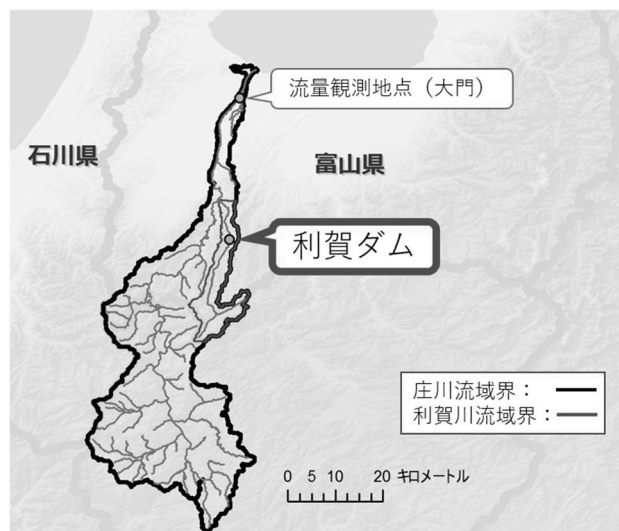 流量観測地点（大門）
石川県
富山県
利賀ダム
庄川流域界：
利賀川流域界：
0 5 10 20 キロメートル